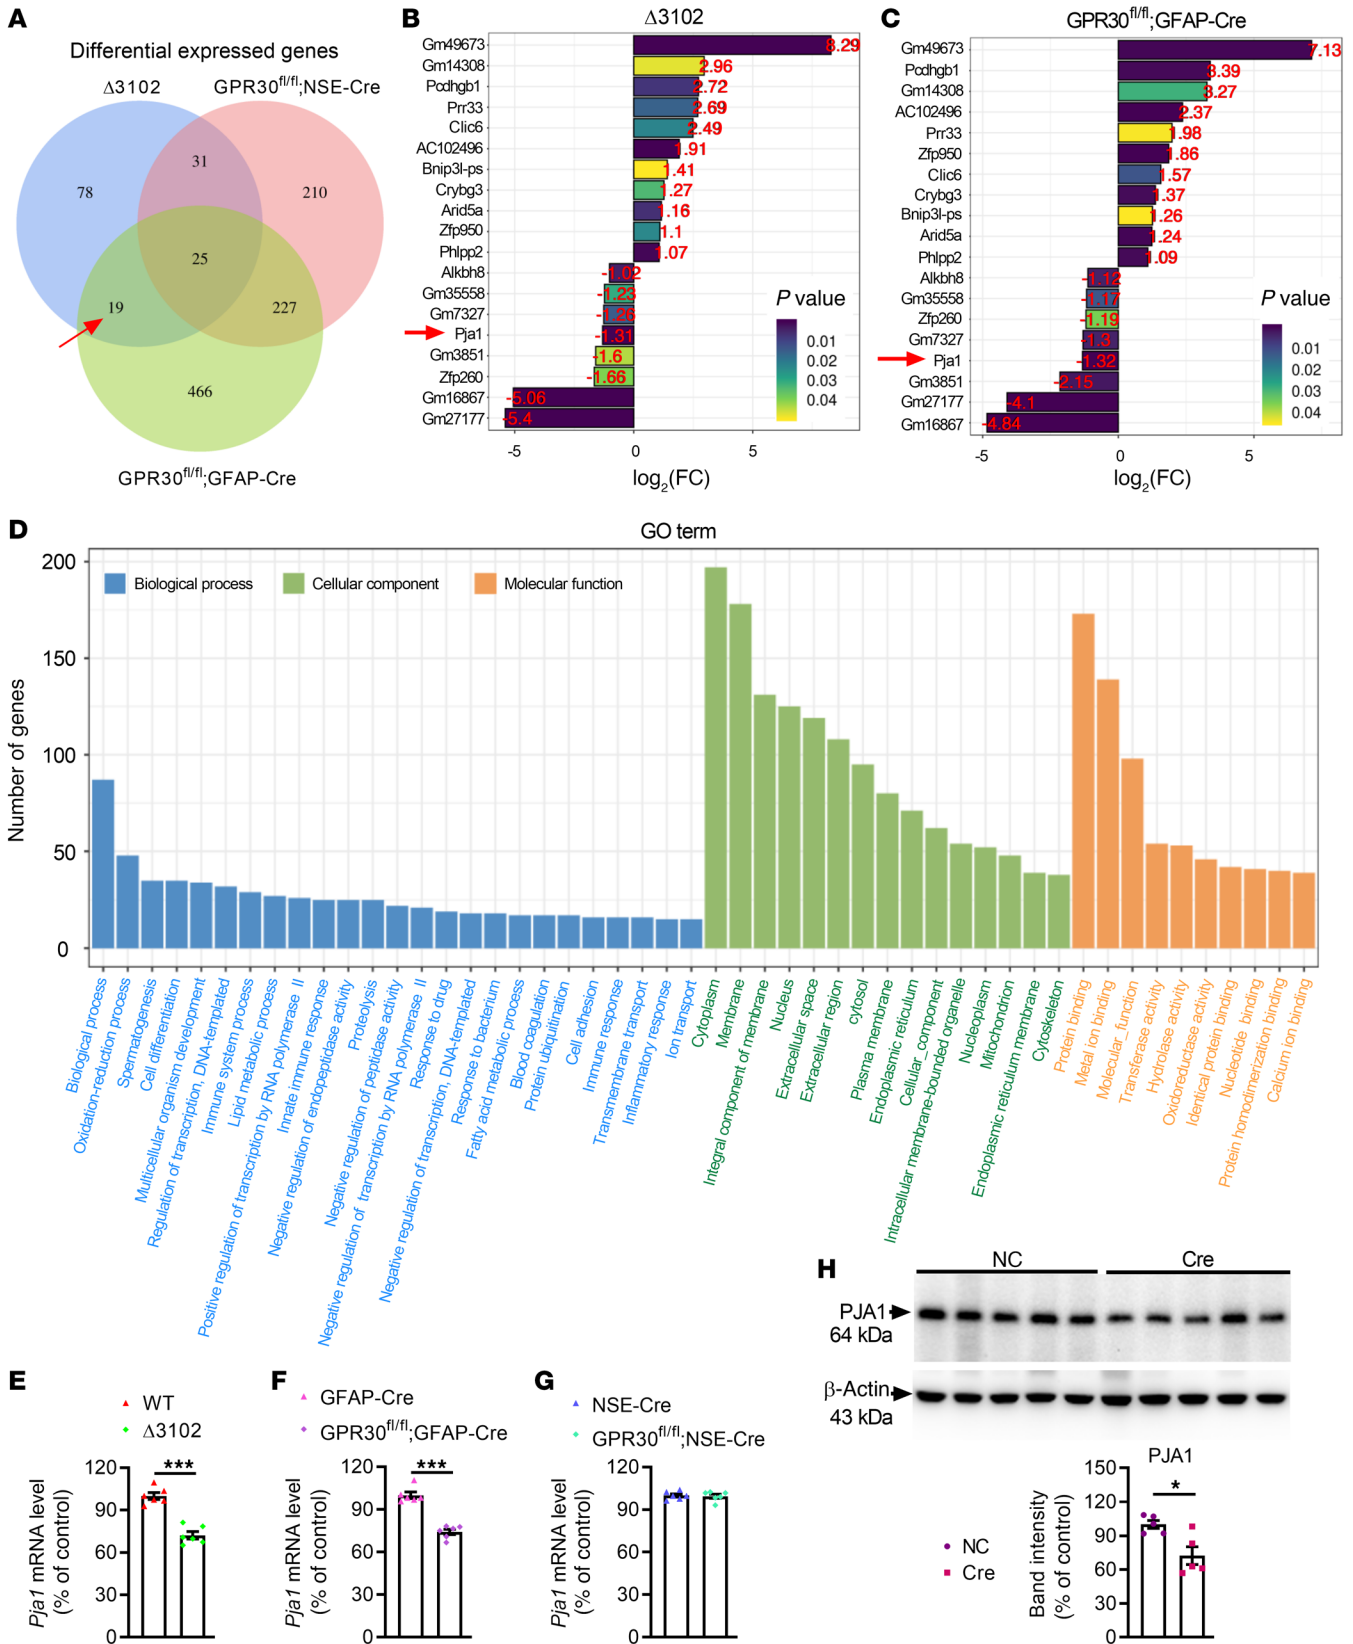 A
Differential expressed genes
Δ3102
GPR30fl/fl;NSE-Cre
31
78
210
25
19
227
466
GPR30fl/fl;GFAP-Cre
B
Δ3102
Gm49673 8.29
Gm14308 2.96
Pcdhgb1 2.72
Prr33 2.69
Clic6 2.49
AC102496 1.91
Bnip3l-ps 1.41
Crybg3 1.27
Arid5a 1.16
Zfp950 1.1
Phlpp2 1.07
Alkbh8 -1.02
Gm35558 -1.23
Gm7327 -1.26
Pja1 -1.31
Gm3851 -1.6
Zfp260 -1.66
Gm16867 -5.06
Gm27177 -5.4
P value
0.01
0.02
0.03
0.04
-5 0 5
log2(FC)
C
GPR30fl/fl;GFAP-Cre
Gm49673 7.13
Pcdhgb1 3.39
Gm14308 3.27
AC102496 2.37
Prr33 1.98
Zfp950 1.86
Clic6 1.57
Crybg3 1.37
Bnip3l-ps 1.26
Arid5a 1.24
Phlpp2 1.09
Alkbh8 -1.12
Gm35558 -1.17
Zfp260 -1.19
Gm7327 -1.3
Pja1 -1.32
Gm3851 -2.15
Gm27177 -4.1
Gm16867 -4.84
P value
0.01
0.02
0.03
0.04
-5 0 5
log2(FC)
D
GO term
Biological process
Cellular component
Molecular function
Number of genes
200
150
100
50
0
Biological process
Oxidation-reduction process
Spermatogenesis
Cell differentiation
Multicellular organism development
Regulation of transcription, DNA-templated
Immune system process
Lipid metabolic process
Positive regulation of transcription by RNA polymerase II
Innate immune response
Negative regulation of endopeptidase activity
Proteolysis
Negative regulation of peptidase activity
Negative regulation of transcription by RNA polymerase II
Response to drug
Negative regulation of transcription, DNA-templated
Response to bacterium
Fatty acid metabolic process
Blood coagulation
Protein ubiquitination
Cell adhesion
Immune response
Transmembrane transport
Inflammatory response
Ion transport
Cytoplasm
Membrane
Integral component of membrane
Nucleus
Extracellular space
Extracellular region
cytosol
Plasma membrane
Endoplasmic reticulum
Cellular_component
Intracellular membrane-bounded organelle
Nucleoplasm
Mitochondrion
Endoplasmic reticulum membrane
Cytoskeleton
Protein binding
Metal ion binding
Molecular_function
Transferase activity
Hydrolase activity
Oxidoreductase activity
Identical protein binding
Nucleotide binding
Protein homodimerization binding
Calcium ion binding
E
WT
Δ3102
Pja1 mRNA level
(% of control)
120
90
60
30
0
***
F
GFAP-Cre
GPR30fl/fl;GFAP-Cre
Pja1 mRNA level
(% of control)
120
90
60
30
0
***
G
NSE-Cre
GPR30fl/fl;NSE-Cre
Pja1 mRNA level
(% of control)
120
90
60
30
0
H
NC Cre
PJA1
64 kDa
β-Actin
43 kDa
PJA1
NC
Cre
Band intensity
(% of control)
150
120
90
60
30
0
*